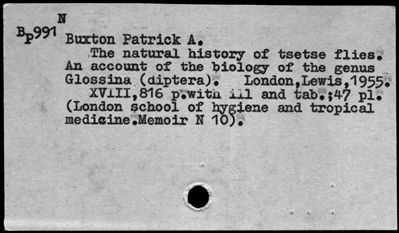 N
Bp991
Buxton Patrick A.
The natural history of tsetse flies.
An account of the biology of the genus
Glossina (diptera). London,Lewis,1955.
XVIII,816 p.with ill and tab.;47 pl.
(London school of hygiene and tropical
medicine.Memoir N 10).